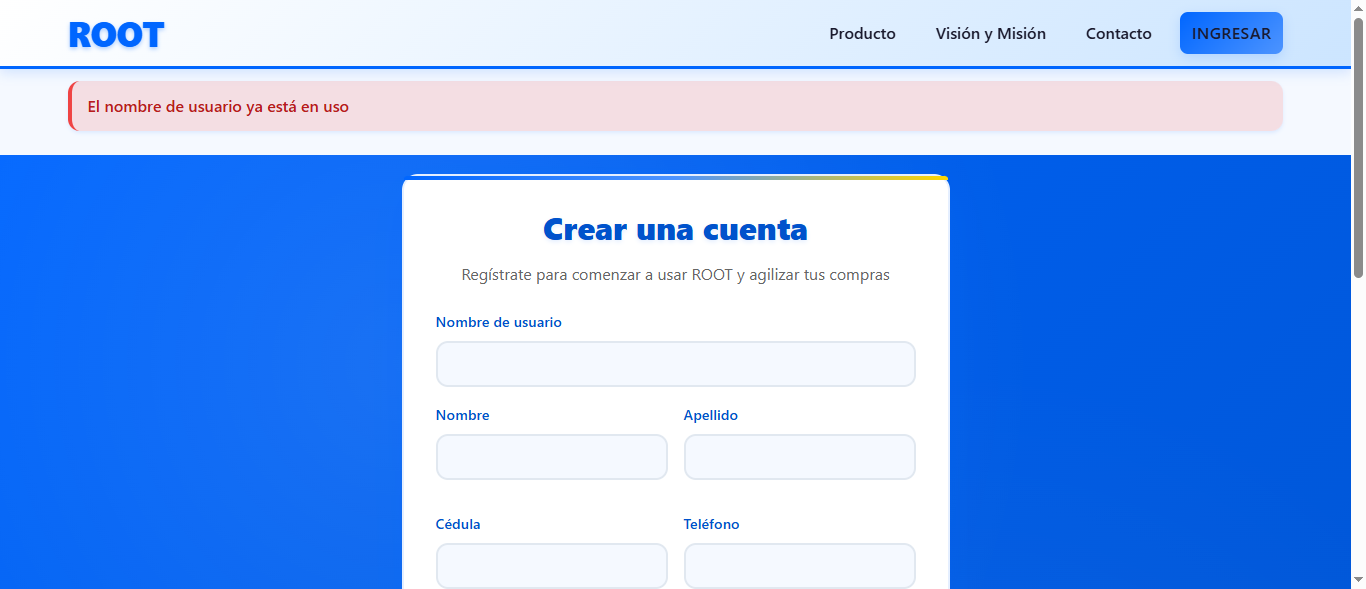 ROOT
Producto
Visión y Misión
Contacto
INGRESAR
El nombre de usuario ya está en uso
Crear una cuenta
Regístrate para comenzar a usar ROOT y agilizar tus compras
Nombre de usuario
Nombre
Apellido
Cédula
Teléfono